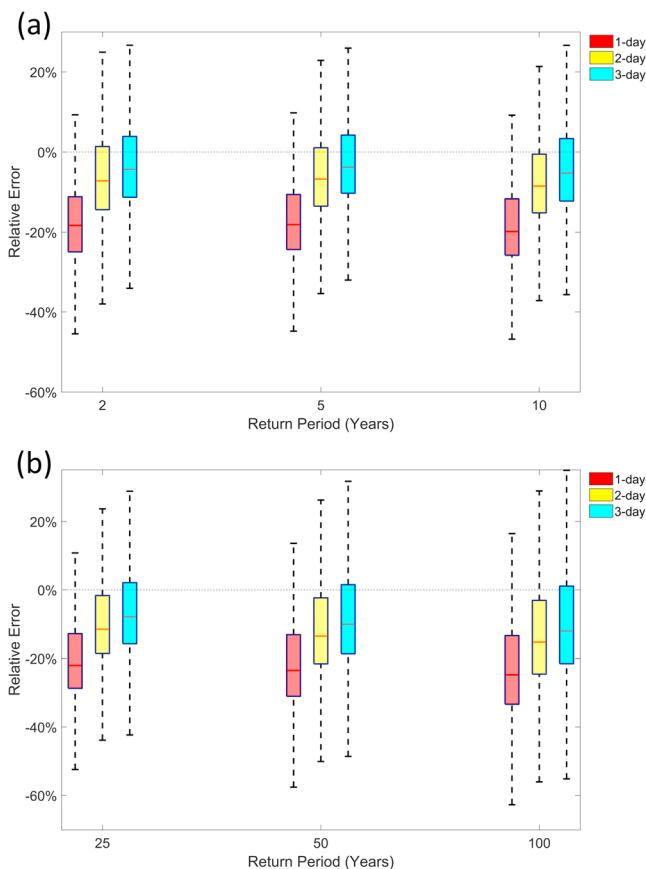 (a)
20%
0%
-20%
-40%
-60%
Relative Error
2
5
10
Return Period (Years)
1-day
2-day
3-day
(b)
20%
0%
-20%
-40%
-60%
Relative Error
25
50
100
Return Period (Years)
1-day
2-day
3-day